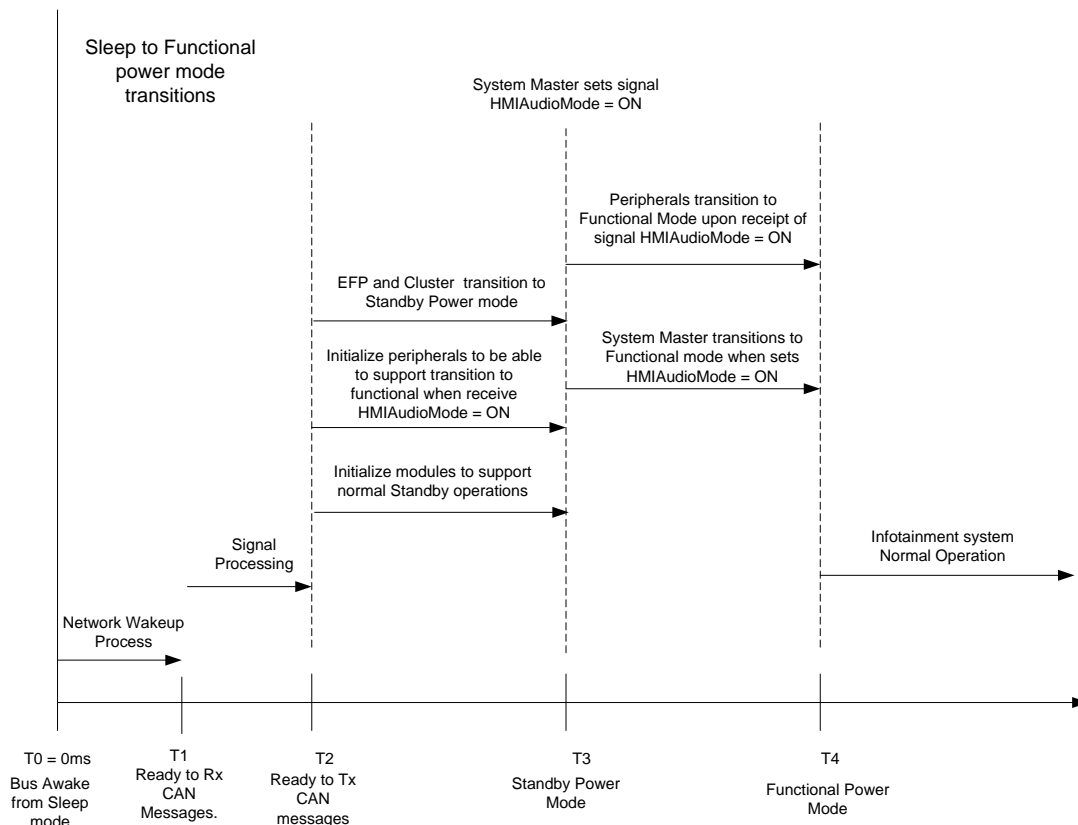 Sleep to Functional
power mode
transitions
System Master sets signal
HMIAudioMode = ON
Peripherals transition to
Functional Mode upon receipt of
signal HMIAudioMode = ON
EFP and Cluster transition to
Standby Power mode
System Master transitions to
Functional mode when sets
HMIAudioMode = ON
Initialize peripherals to be able
to support transition to
functional when receive
HMIAudioMode = ON
Initialize modules to support
normal Standby operations
Signal
Processing
Infotainment system
Normal Operation
Network Wakeup
Process
T0 = 0ms
Bus Awake
from Sleep
mode
T1
Ready to Rx
CAN
Messages.
T2
Ready to Tx
CAN
messages
T3
Standby Power
Mode
T4
Functional Power
Mode